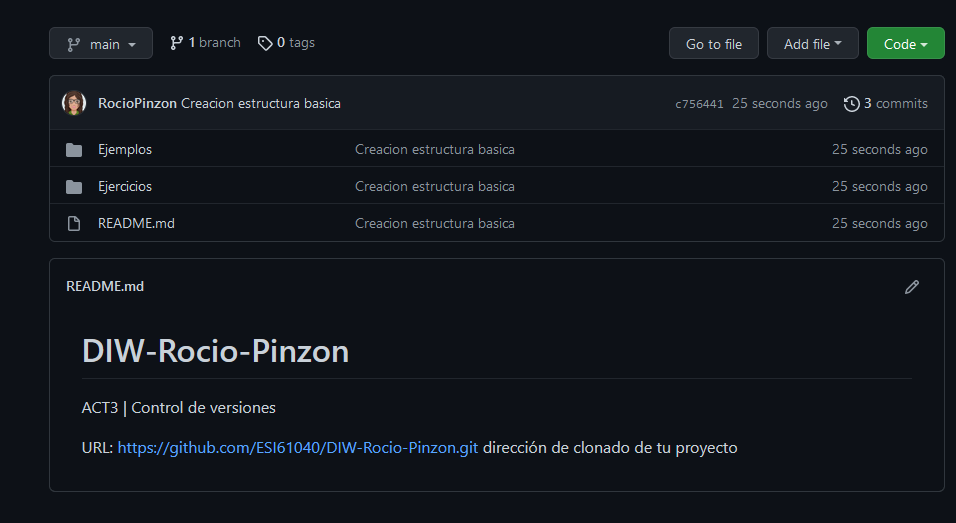 main 1 branch 0 tags Go to file Add file Code
RocioPinzon Creacion estructura basica c756441 25 seconds ago 3 commits
Ejemplos Creacion estructura basica 25 seconds ago
Ejercicios Creacion estructura basica 25 seconds ago
README.md Creacion estructura basica 25 seconds ago
README.md
DIW-Rocio-Pinzon
ACT3 | Control de versiones
URL: https://github.com/ESI61040/DIW-Rocio-Pinzon.git dirección de clonado de tu proyecto